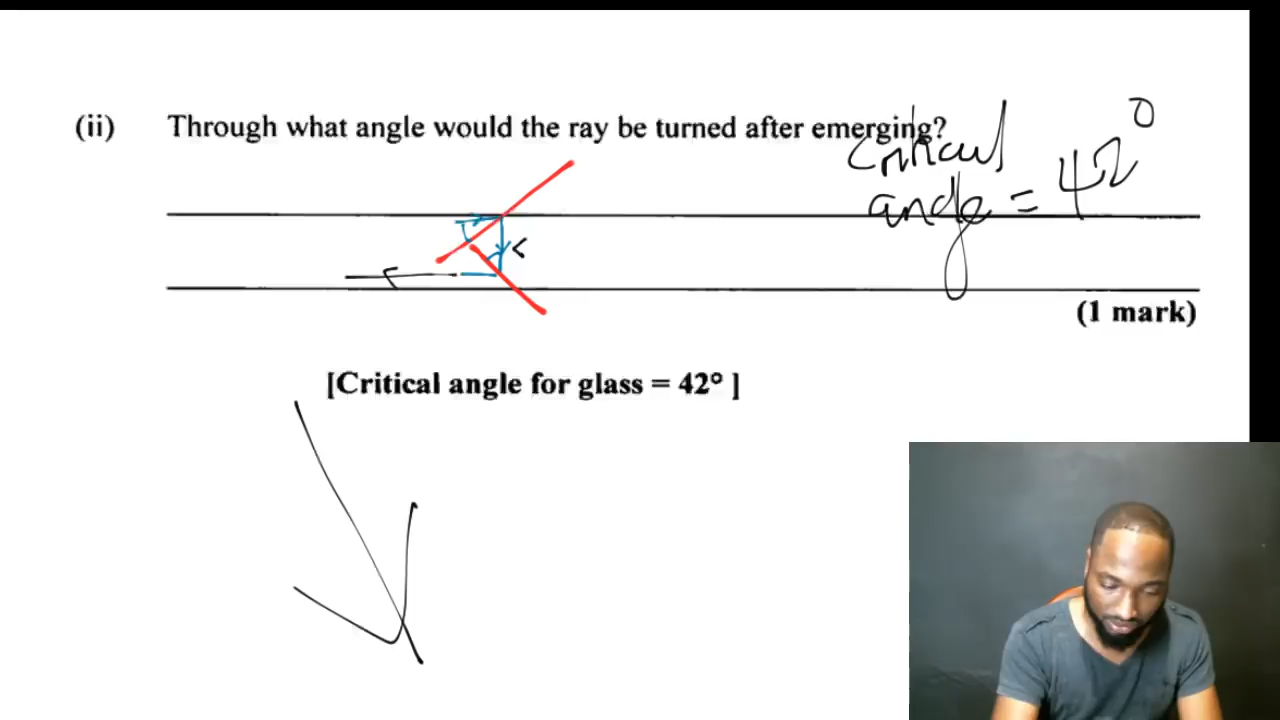 (ii) Through what angle would the ray be turned after emerging?
critical
angle = 42°
(1 mark)
[Critical angle for glass = 42° ]